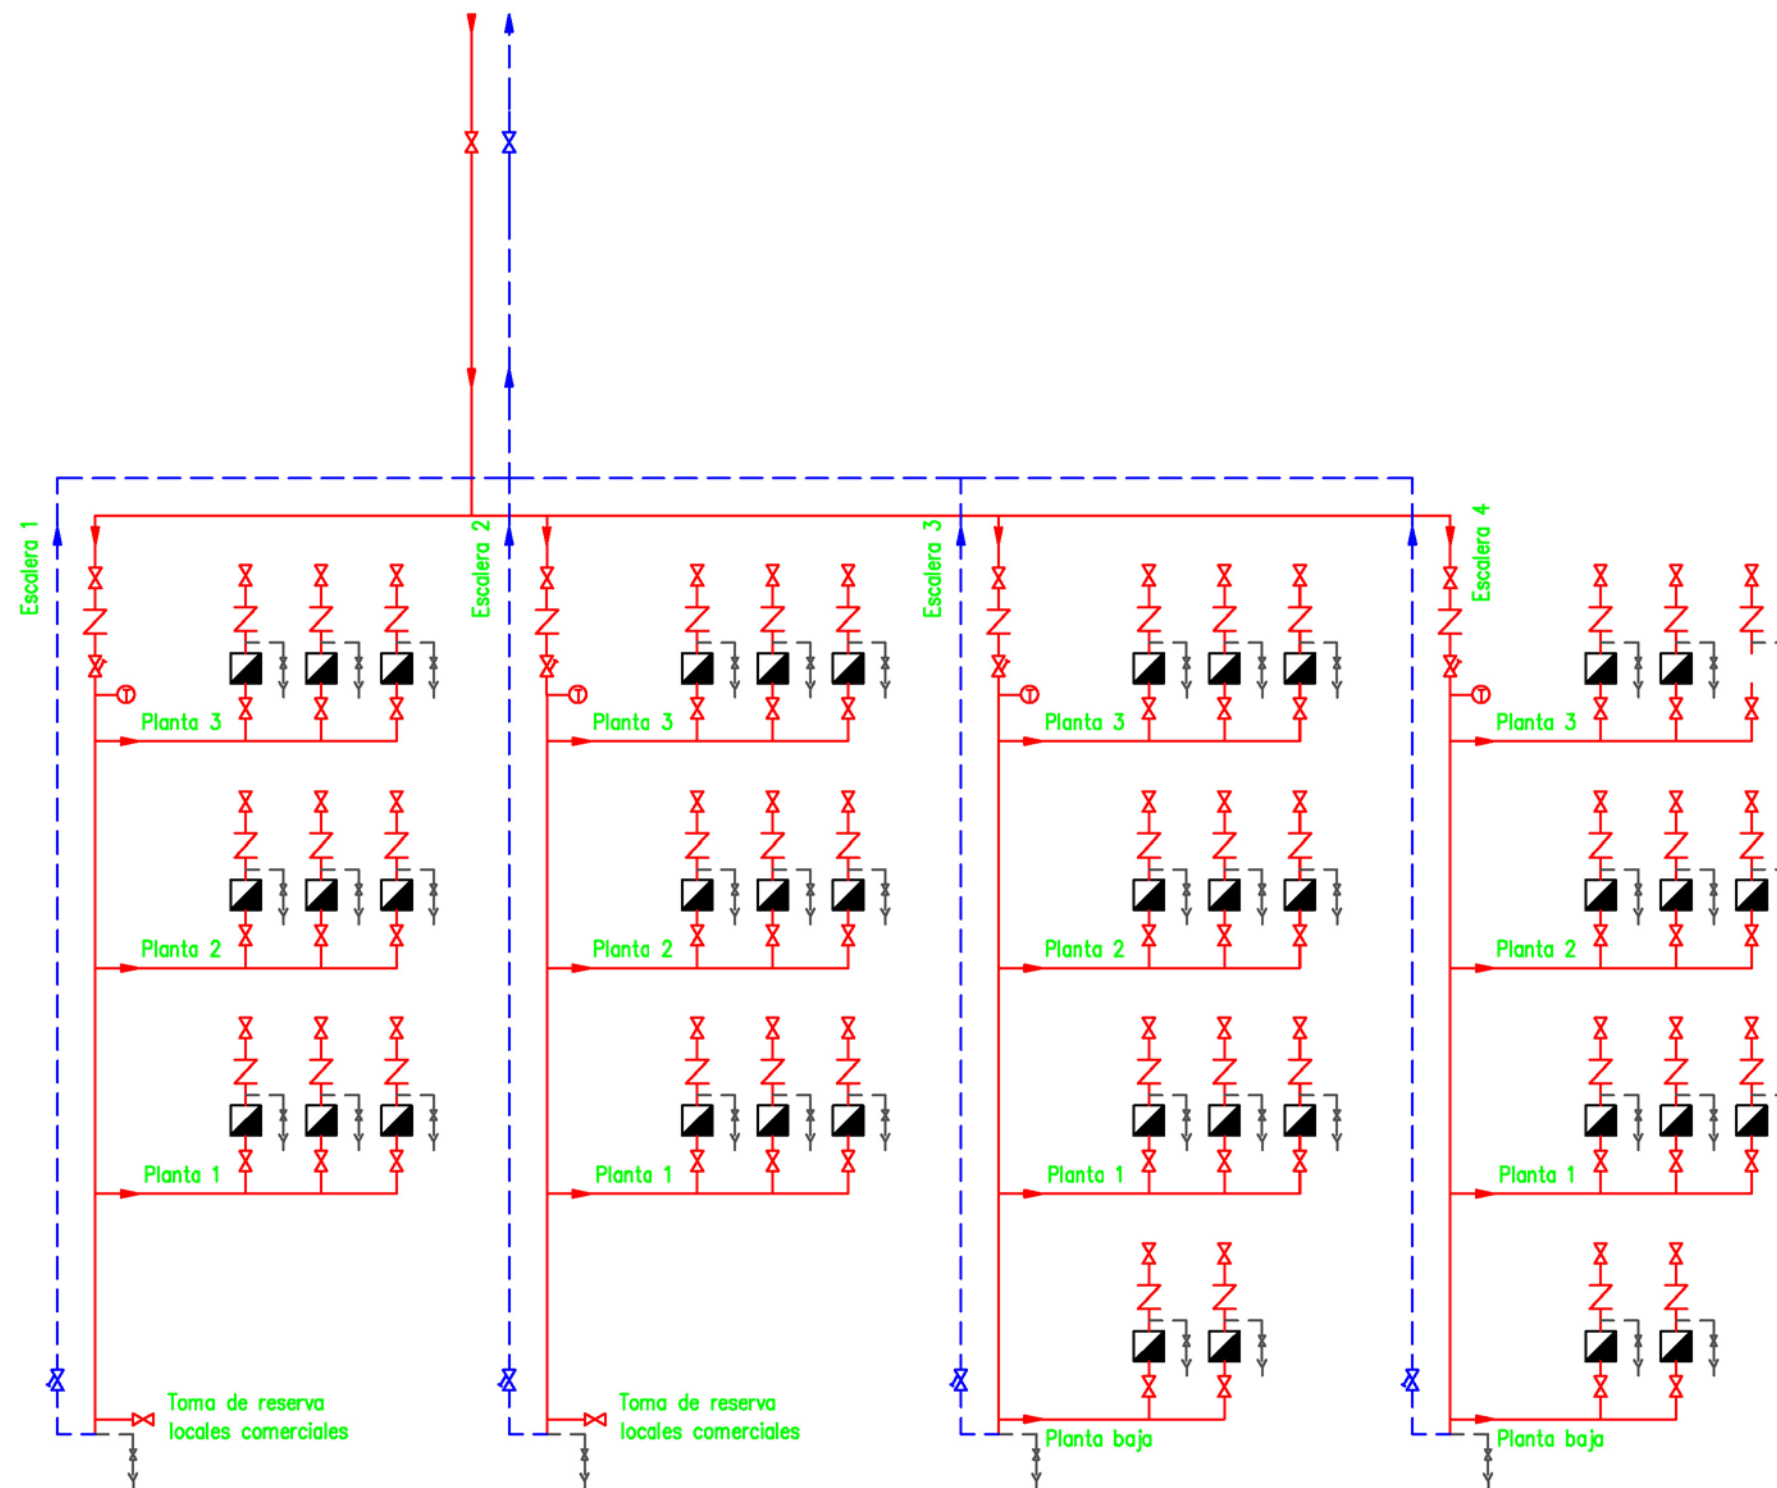 Escalera 1
Escalera 2
Escalera 3
Escalera 4
T
T
T
T
Planta 3
Planta 3
Planta 3
Planta 3
Planta 2
Planta 2
Planta 2
Planta 2
Planta 1
Planta 1
Planta 1
Planta 1
Toma de reserva
locales comerciales
Toma de reserva
locales comerciales
Planta baja
Planta baja